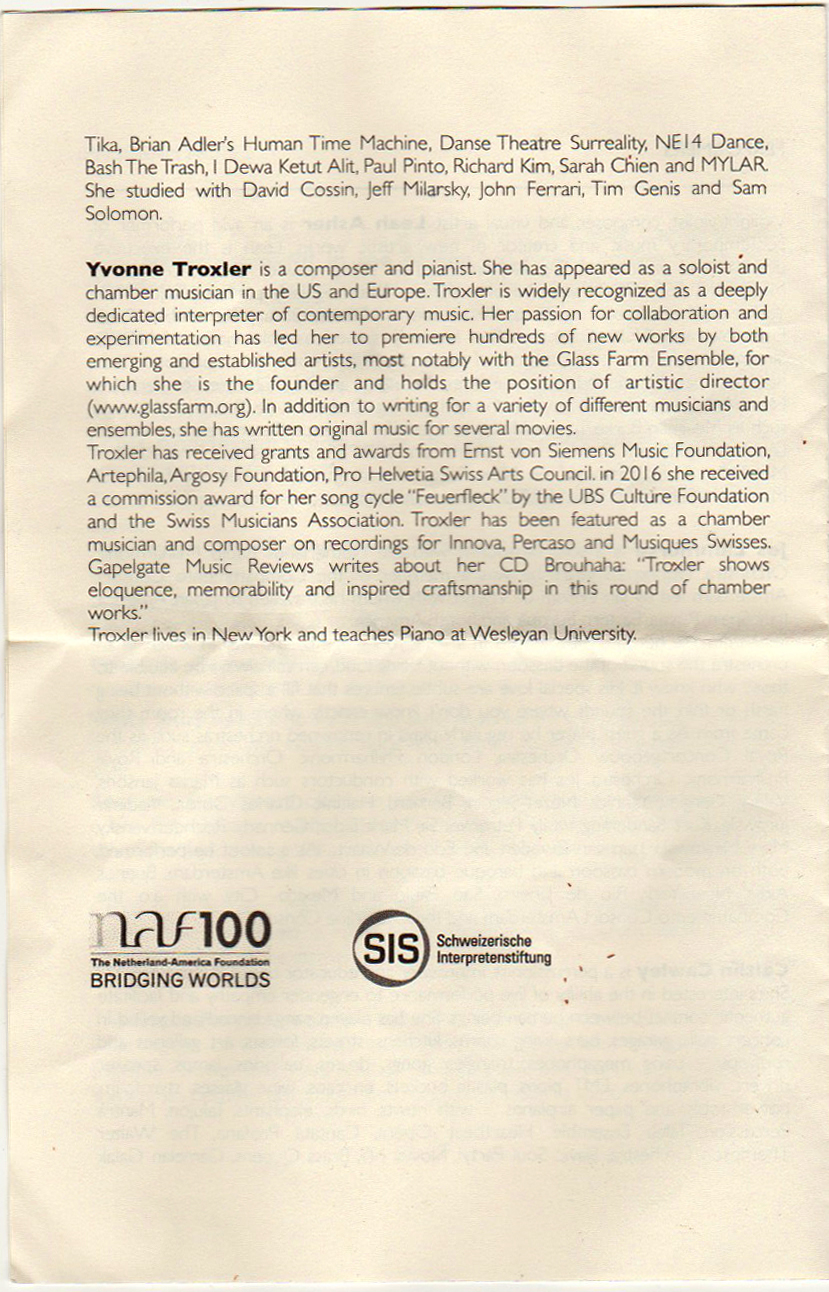 Tika, Brian Adler's Human Time Machine, Danse Theatre Surreality, NE14 Dance,
Bash The Trash, I Dewa Ketut Alit, Paul Pinto, Richard Kim, Sarah Chien and MYLAR.
She studied with David Cossin, Jeff Milarsky, John Ferrari, Tim Genis and Sam
Solomon.
Yvonne Troxler is a composer and pianist. She has appeared as a soloist and
chamber musician in the US and Europe. Troxler is widely recognized as a deeply
dedicated interpreter of contemporary music. Her passion for collaboration and
experimentation has led her to premiere hundreds of new works by both
emerging and established artists, most notably with the Glass Farm Ensemble, for
which she is the founder and holds the position of artistic director
(www.glassfarm.org). In addition to writing for a variety of different musicians and
ensembles, she has written original music for several movies.
Troxler has received grants and awards from Ernst von Siemens Music Foundation,
Artephila, Argosy Foundation, Pro Helvetia Swiss Arts Council. in 2016 she received
a commission award for her song cycle "Feuerfleck" by the UBS Culture Foundation
and the Swiss Musicians Association. Troxler has been featured as a chamber
musician and composer on recordings for Innova, Percaso and Musiques Swisses.
Gapelgate Music Reviews writes about her CD Brouhaha: "Troxler shows
eloquence, memorability and inspired craftsmanship in this round of chamber
works."
Troxler lives in New York and teaches Piano at Wesleyan University.
naf100
The Netherland-America Foundation
BRIDGING WORLDS
SIS
Schweizerische
Interpretenstiftung